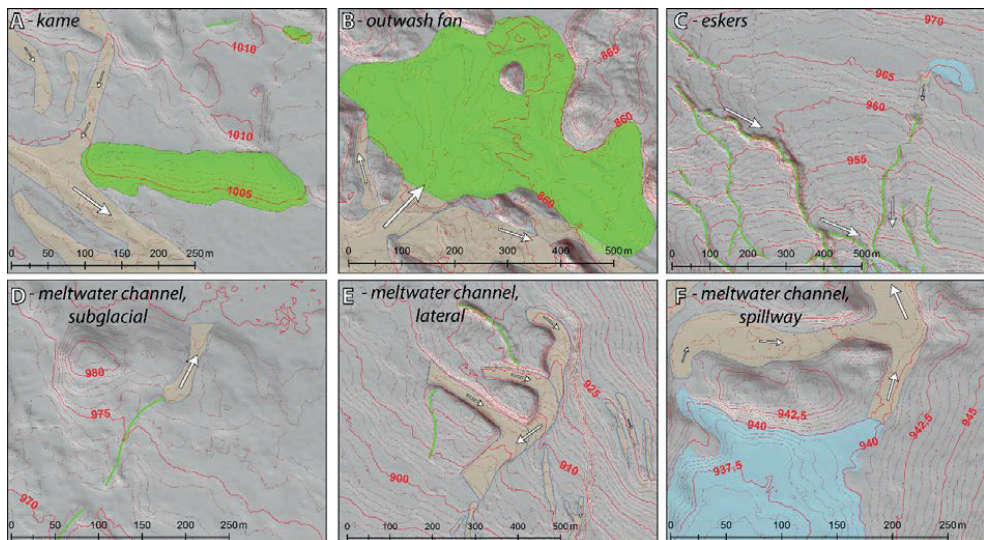 A - kame
1010
1010
1005
0 50 100 150 200 250 m
B - outwash fan
865
860
860
0 100 200 300 400 500 m
C - eskers
970
965
960
955
0 100 200 300 400 500 m
D - meltwater channel,
subglacial
980
975
970
0 50 100 150 200 250 m
E - meltwater channel,
lateral
925
900
910
0 100 200 300 400 500 m
F - meltwater channel,
spillway
942,5
940
940
942,5
945
937,5
0 50 100 150 200 250 m